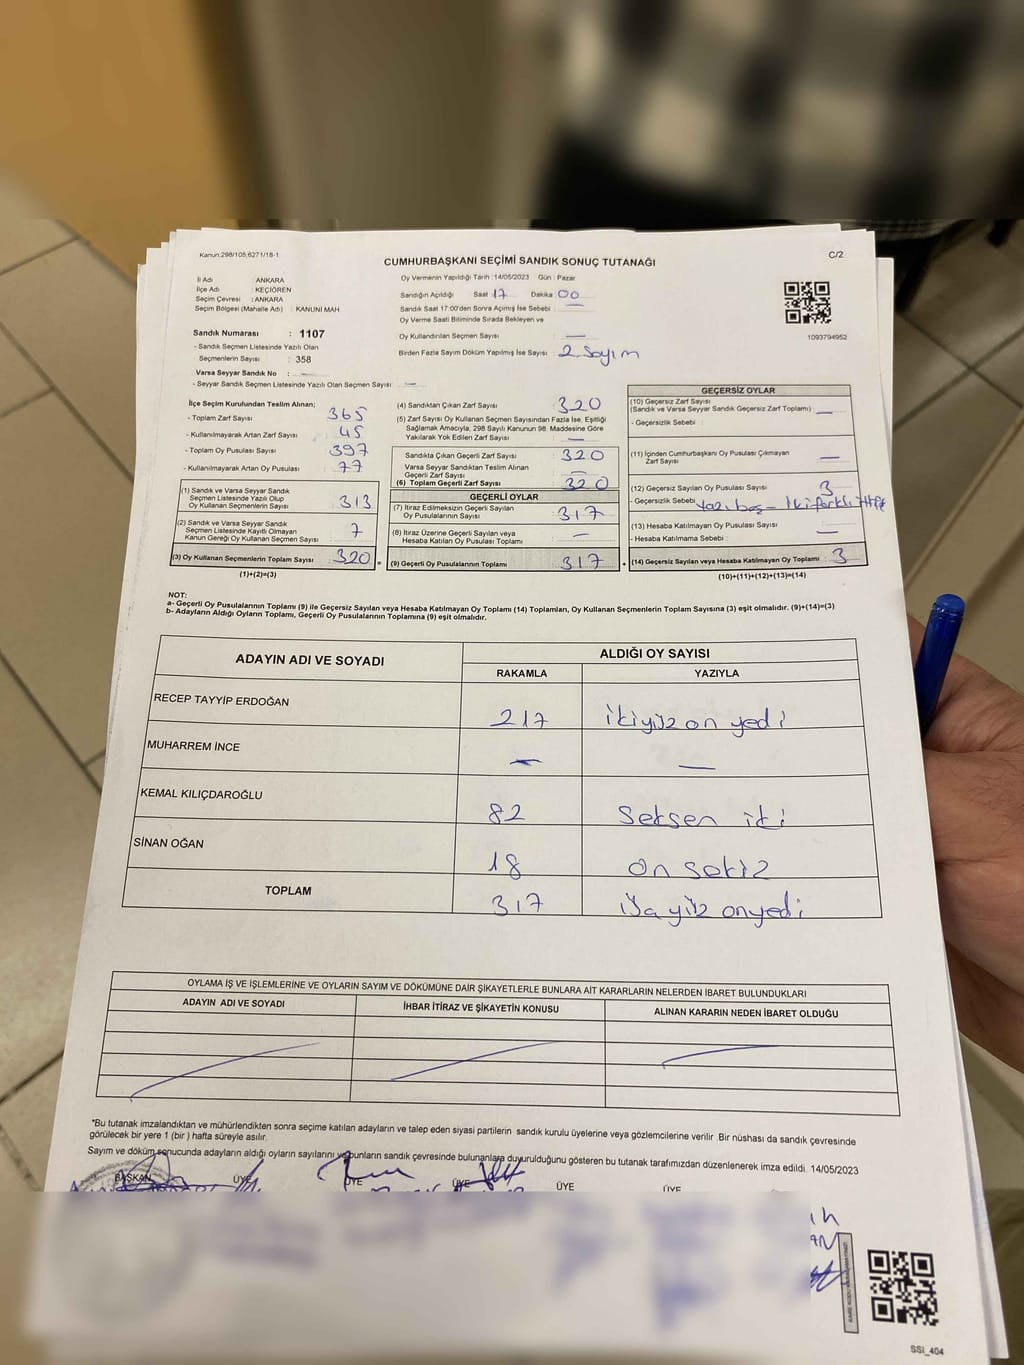 Kanun:298/105,6271/18-1
C/2
CUMHURBAŞKANI SEÇİMİ SANDIK SONUÇ TUTANAĞI
İl Adı : ANKARA
İlçe Adı : KEÇİÖREN
Seçim Çevresi : ANKARA
Seçim Bölgesi (Mahalle Adı) : KANUNİ MAH
Sandık Numarası : 1107
- Sandık Seçmen Listesinde Yazılı Olan
Seçmenlerin Sayısı : 358
Varsa Seyyar Sandık No : —
- Seyyar Sandık Seçmen Listesinde Yazılı Olan Seçmen Sayısı : —
Oy Vermenin Yapıldığı Tarih :14/05/2023 Gün : Pazar
Sandığın Açıldığı Saat 17 Dakika 00
Sandık Saat 17:00'den Sonra Açımış İse Sebebi : —
Oy Verme Saati Bitiminde Sırada Bekleyen ve
Oy Kullandırılan Seçmen Sayısı : —
Birden Fazla Sayım Döküm Yapılmış İse Sayısı : 2. Sayım
1093794952
İlçe Seçim Kurulundan Teslim Alınan;
- Toplam Zarf Sayısı : 365
- Kullanılmayarak Artan Zarf Sayısı : 45
- Toplam Oy Pusulası Sayısı : 397
- Kullanılmayarak Artan Oy Pusulası : 77
(1) Sandık ve Varsa Seyyar Sandık
Seçmen Listesinde Yazılı Olup
Oy Kullanan Seçmenlerin Sayısı : 313
(2) Sandık ve Varsa Seyyar Sandık
Seçmen Listesinde Kayıtlı Olmayan
Kanun Gereği Oy Kullanan Seçmen Sayısı : 7
(3) Oy Kullanan Seçmenlerin Toplam Sayısı : 320
(1)+(2)=(3)
(4) Sandıktan Çıkan Zarf Sayısı : 320
(5) Zarf Sayısı Oy Kullanan Seçmen Sayısından Fazla İse, Eşitliği
Sağlamak Amacıyla, 298 Sayılı Kanunun 98. Maddesine Göre
Yakılarak Yok Edilen Zarf Sayısı : —
Sandıkta Çıkan Geçerli Zarf Sayısı : 320
Varsa Seyyar Sandıktan Teslim Alınan
Geçerli Zarf Sayısı : —
(6) Toplam Geçerli Zarf Sayısı : 320
GEÇERLİ OYLAR
(7) İtiraz Edilmeksizin Geçerli Sayılan
Oy Pusulalarının Sayısı : 317
(8) İtiraz Üzerine Geçerli Sayılan veya
Hesaba Katılan Oy Pusulası Toplamı : —
(9) Geçerli Oy Pusulalarının Toplamı : 317
GEÇERSİZ OYLAR
(10) Geçersiz Zarf Sayısı
(Sandık ve Varsa Seyyar Sandık Geçersiz Zarf Toplamı) : —
- Geçersizlik Sebebi :
(11) İçinden Cumhurbaşkanı Oy Pusulası Çıkmayan
Zarf Sayısı : —
(12) Geçersiz Sayılan Oy Pusulası Sayısı : 3
- Geçersizlik Sebebi :
(13) Hesaba Katılmayan Oy Pusulası Sayısı : —
- Hesaba Katılmama Sebebi :
(14) Geçersiz Sayılan veya Hesaba Katılmayan Oy Toplamı : 3
(10)+(11)+(12)+(13)=(14)
NOT:
a- Geçerli Oy Pusulalarının Toplamı (9) ile Geçersiz Sayılan veya Hesaba Katılmayan Oy Toplamı (14) Toplamları, Oy Kullanan Seçmenlerin Toplam Sayısına (3) eşit olmalıdır. (9)+(14)=(3)
b- Adayların Aldığı Oyların Toplamı, Geçerli Oy Pusulalarının Toplamına (9) eşit olmalıdır.
ADAYIN ADI VE SOYADI ALDIĞI OY SAYISI
RAKAMLA YAZIYLA
RECEP TAYYİP ERDOĞAN 217 ikiyüz on yedi
MUHARREM İNCE — —
KEMAL KILIÇDAROĞLU 82 Seksen iki
SİNAN OĞAN 18 on sekiz
TOPLAM 317 yüz onyedi
OYLAMA İŞ VE İŞLEMLERİNE VE OYLARIN SAYIM VE DÖKÜMÜNE DAİR ŞİKAYETLERLE BUNLARA AİT KARARLARIN NELERDEN İBARET BULUNDUKLARI
ADAYIN ADI VE SOYADI İHBAR İTİRAZ VE ŞİKAYETİN KONUSU ALINAN KARARIN NEDEN İBARET OLDUĞU
*Bu tutanak imzalandıktan ve mühürlendikten sonra seçime katılan adayların ve talep eden siyasi partilerin sandık kurulu üyelerine veya gözlemcilerine verilir .Bir nüshası da sandık çevresinde
görülecek bir yere 1 (bir ) hafta süreyle asılır.
Sayım ve döküm sonucunda adayların aldığı oyların sayılarını ve bunların sandık çevresinde bulunanlara duyurulduğunu gösteren bu tutanak tarafımızdan düzenlenerek imza edildi. 14/05/2023
BAŞKAN ÜYE ÜYE ÜYE ÜYE ÜYE
SSI_404